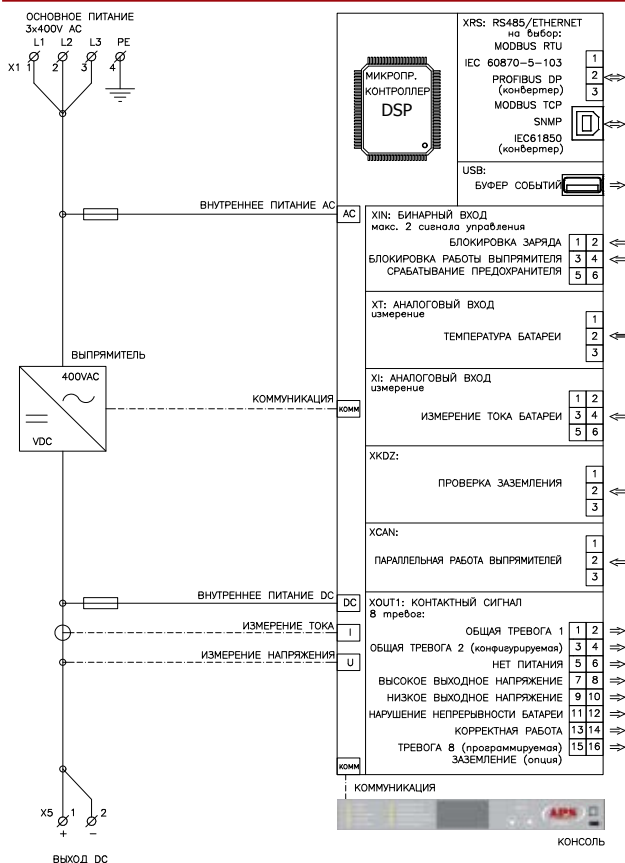 ОСНОВНОЕ ПИТАНИЕ
3x400V AC
L1 L2 L3 PE
X1 1 2 3 4
МИКРОПР.
КОНТРОЛЛЕР
DSP
XRS: RS485/ETHERNET
на выбор:
MODBUS RTU
IEC 60870-5-103
PROFIBUS DP
(конвертер)
MODBUS TCP
SNMP
IEC61850
(конвертер)
1
2
3
USB:
БУФЕР СОБЫТИЙ
ВНУТРЕННЕЕ ПИТАНИЕ AC
AC
XIN: БИНАРНЫЙ ВХОД
макс. 2 сигнала управления
БЛОКИРОВКА ЗАРЯДА 1 2
БЛОКИРОВКА РАБОТЫ ВЫПРЯМИТЕЛЯ 3 4
СРАБАТЫВАНИЕ ПРЕДОХРАНИТЕЛЯ 5 6
XT: АНАЛОГОВЫЙ ВХОД
измерение
1
ТЕМПЕРАТУРА БАТАРЕИ 2
3
ВЫПРЯМИТЕЛЬ
400VAC
VDC
КОММУНИКАЦИЯ
КОММ
XI: АНАЛОГОВЫЙ ВХОД
измерение
1 2
ИЗМЕРЕНИЕ ТОКА БАТАРЕИ 3 4
5 6
XKDZ:
1
ПРОВЕРКА ЗАЗЕМЛЕНИЯ 2
3
XCAN:
1
ПАРАЛЛЕЛЬНАЯ РАБОТА ВЫПРЯМИТЕЛЕЙ 2
3
ВНУТРЕННЕЕ ПИТАНИЕ DC
DC
ИЗМЕРЕНИЕ ТОКА
I
ИЗМЕРЕНИЕ НАПРЯЖЕНИЯ
U
XOUT1: КОНТАКТНЫЙ СИГНАЛ
8 тревог:
ОБЩАЯ ТРЕВОГА 1 1 2
ОБЩАЯ ТРЕВОГА 2 (конфигурируемая) 3 4
НЕТ ПИТАНИЯ 5 6
ВЫСОКОЕ ВЫХОДНОЕ НАПРЯЖЕНИЕ 7 8
НИЗКОЕ ВЫХОДНОЕ НАПРЯЖЕНИЕ 9 10
НАРУШЕНИЕ НЕПРЕРЫВНОСТИ БАТАРЕИ 11 12
КОРРЕКТНАЯ РАБОТА 13 14
ТРЕВОГА 8 (программируемая) 15 16
ЗАЗЕМЛЕНИЕ (опция)
КОММ
КОММУНИКАЦИЯ
APS
КОНСОЛЬ
X5 1 2
+ −
ВЫХОД DC